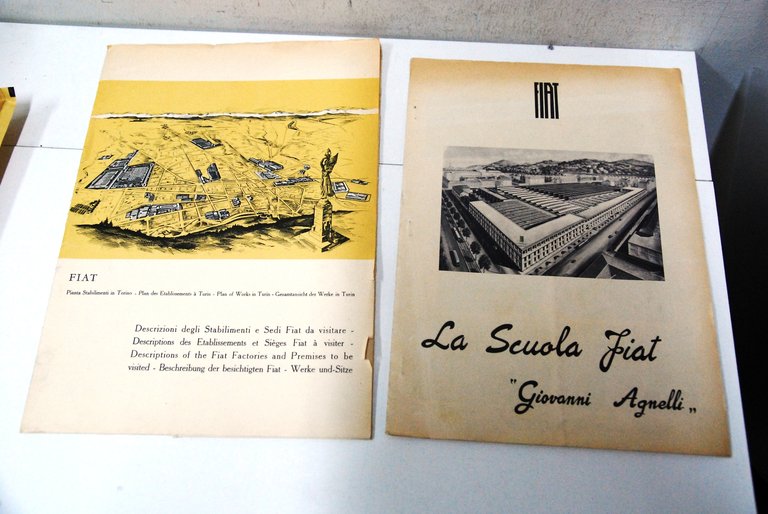 FIAT
Pianta Stabilimenti in Torino - Plan des Etablissements à Turin - Plan of Works in Turin - Gesamtansicht der Werke in Turin
Descrizioni degli Stabilimenti e Sedi Fiat da visitare -
Descriptions des Etablissements et Sièges Fiat à visiter -
Descriptions of the Fiat Factories and Premises to be
visited - Beschreibung der besichtigten Fiat - Werke und-Sitze
FIAT
La Scuola Fiat
"Giovanni Agnelli„